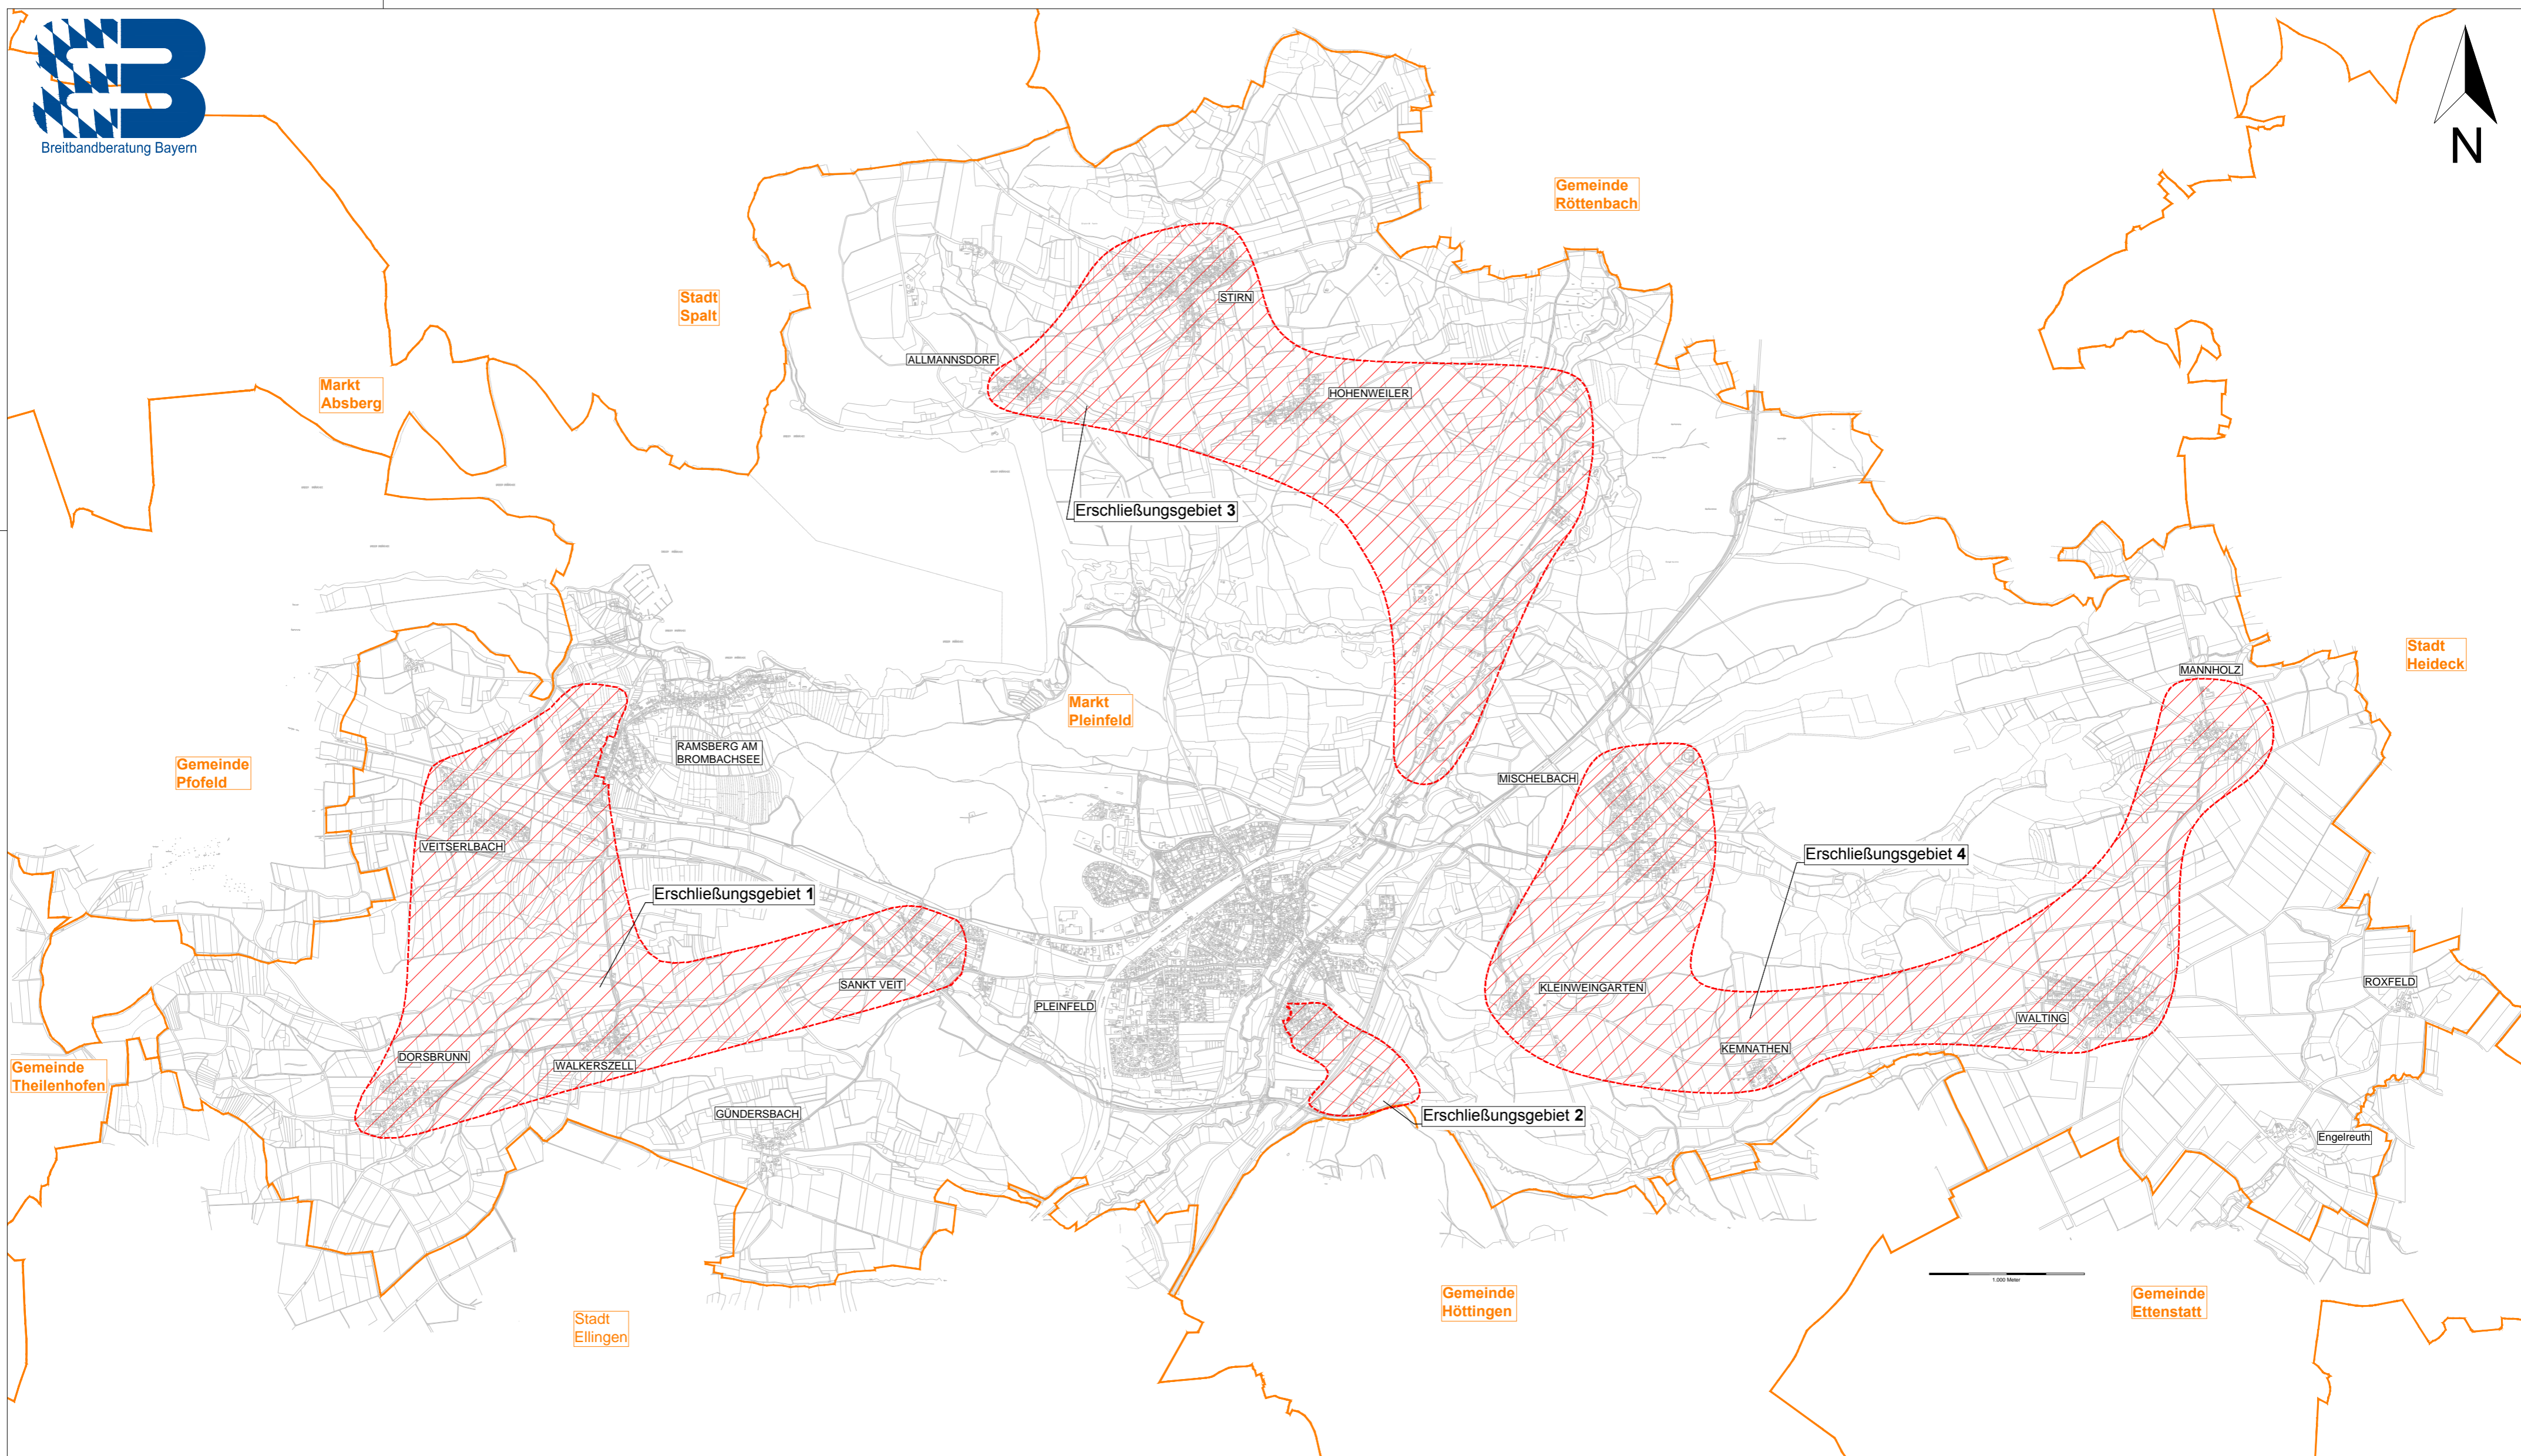 Breitbandberatung Bayern
N
Gemeinde
Röttenbach
Stadt
Spalt
STIRN
ALLMANNSDORF
Markt
Absberg
HOHENWEILER
Erschließungsgebiet 3
Stadt
Heideck
MANNHOLZ
Markt
Pleinfeld
RAMSBERG AM
BROMBACHSEE
Gemeinde
Pfofeld
MISCHELBACH
VEITSERLBACH
Erschließungsgebiet 4
Erschließungsgebiet 1
SANKT VEIT
KLEINWEINGARTEN
ROXFELD
PLEINFELD
WALTING
KEMNATHEN
DORSBRUNN
WALKERSZELL
Gemeinde
Theilenhofen
GÜNDERSBACH
Erschließungsgebiet 2
Engelreuth
1.000 Meter
Gemeinde
Höttingen
Gemeinde
Ettenstatt
Stadt
Ellingen